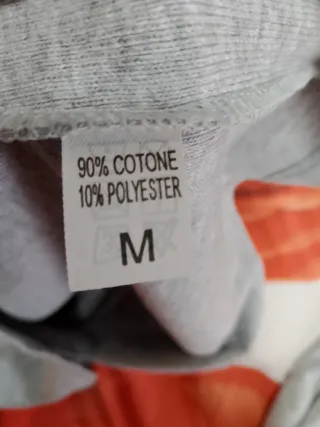 90% COTONE
10% POLYESTER
M